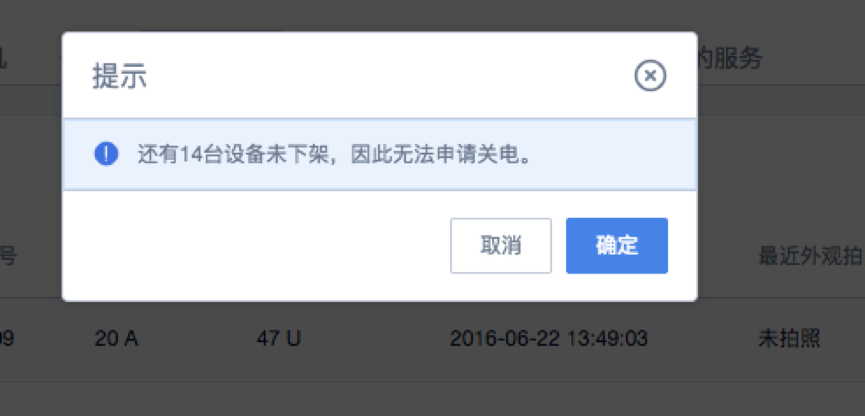 的服务
提示
还有14台设备未下架，因此无法申请关电。
取消 确定
号 最近外观拍
99 20 A 47 U 2016-06-22 13:49:03 未拍照